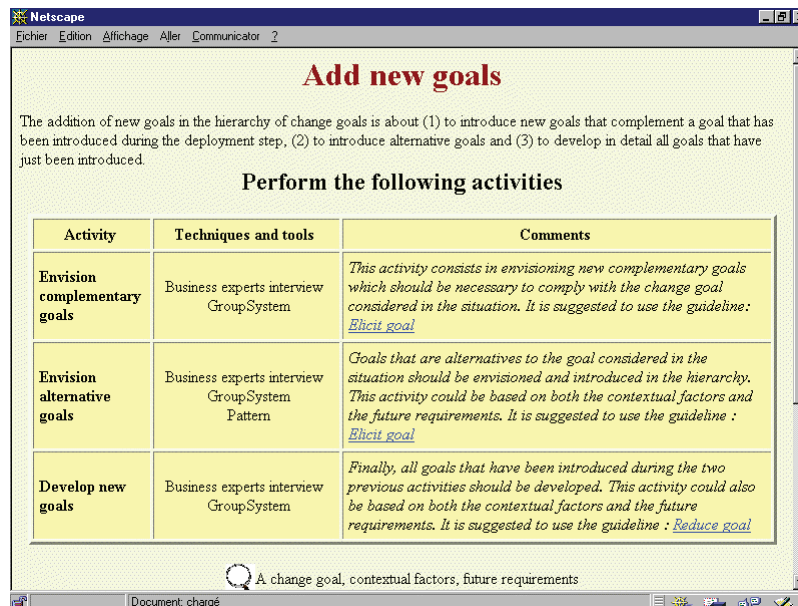 Netscape
Fichier Edition Affichage Aller Communicator ?
Add new goals
The addition of new goals in the hierarchy of change goals is about (1) to introduce new goals that complement a goal that has
been introduced during the deployment step, (2) to introduce alternative goals and (3) to develop in detail all goals that have
just been introduced.
Perform the following activities
Activity Techniques and tools Comments
Envision
complementary
goals
Business experts interview
GroupSystem
This activity consists in envisioning new complementary goals
which should be necessary to comply with the change goal
considered in the situation. It is suggested to use the guideline:
Elicit goal
Envision
alternative
goals
Business experts interview
GroupSystem
Pattern
Goals that are alternatives to the goal considered in the
situation should be envisioned and introduced in the hierarchy.
This activity could be based on both the contextual factors and
the future requirements. It is suggested to use the guideline :
Elicit goal
Develop new
goals
Business experts interview
GroupSystem
Finally, all goals that have been introduced during the two
previous activities should be developed. This activity could also
be based on both the contextual factors and the future
requirements. It is suggested to use the guideline : Reduce goal
A change goal, contextual factors, future requirements
Document: chargé